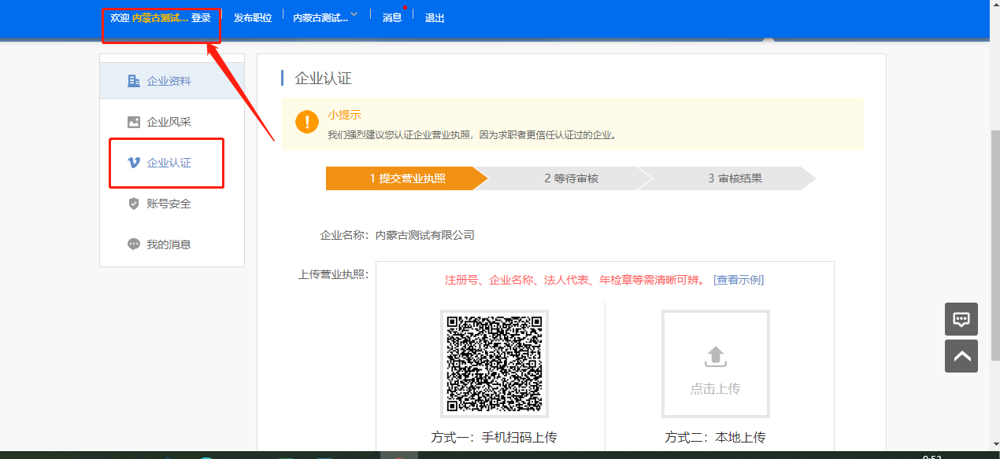 欢迎 内蒙古测试... 登录 发布职位 内蒙古测试... 消息 退出
企业资料
企业风采
企业认证
账号安全
我的消息
企业认证
小提示
我们强烈建议您认证企业营业执照，因为求职者更信任认证过的企业。
1 提交营业执照 2 等待审核 3 审核结果
企业名称：内蒙古测试有限公司
上传营业执照：
注册号、企业名称、法人代表、年检章等需清晰可辨。 [查看示例]
点击上传
方式一：手机扫码上传 方式二：本地上传